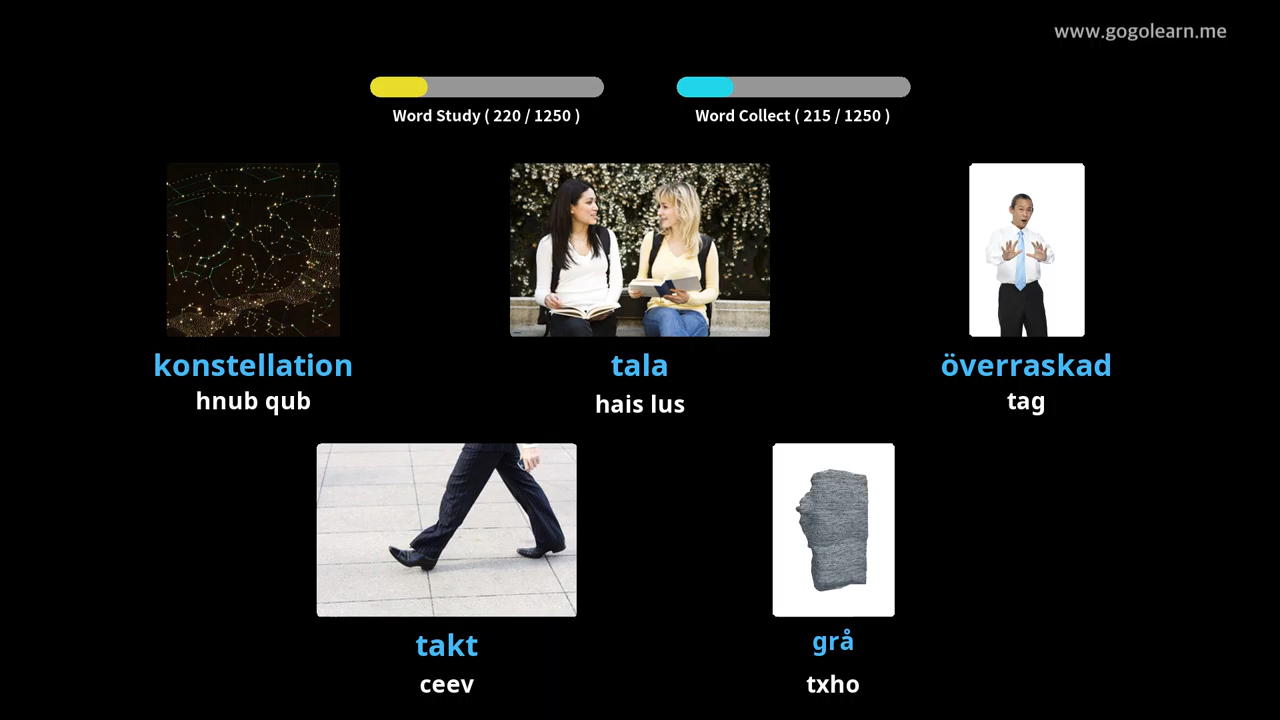 www.gogolearn.me
Word Study ( 220 / 1250 )
Word Collect ( 215 / 1250 )
konstellation
hnub qub
tala
hais lus
överraskad
tag
takt
ceev
grå
txho